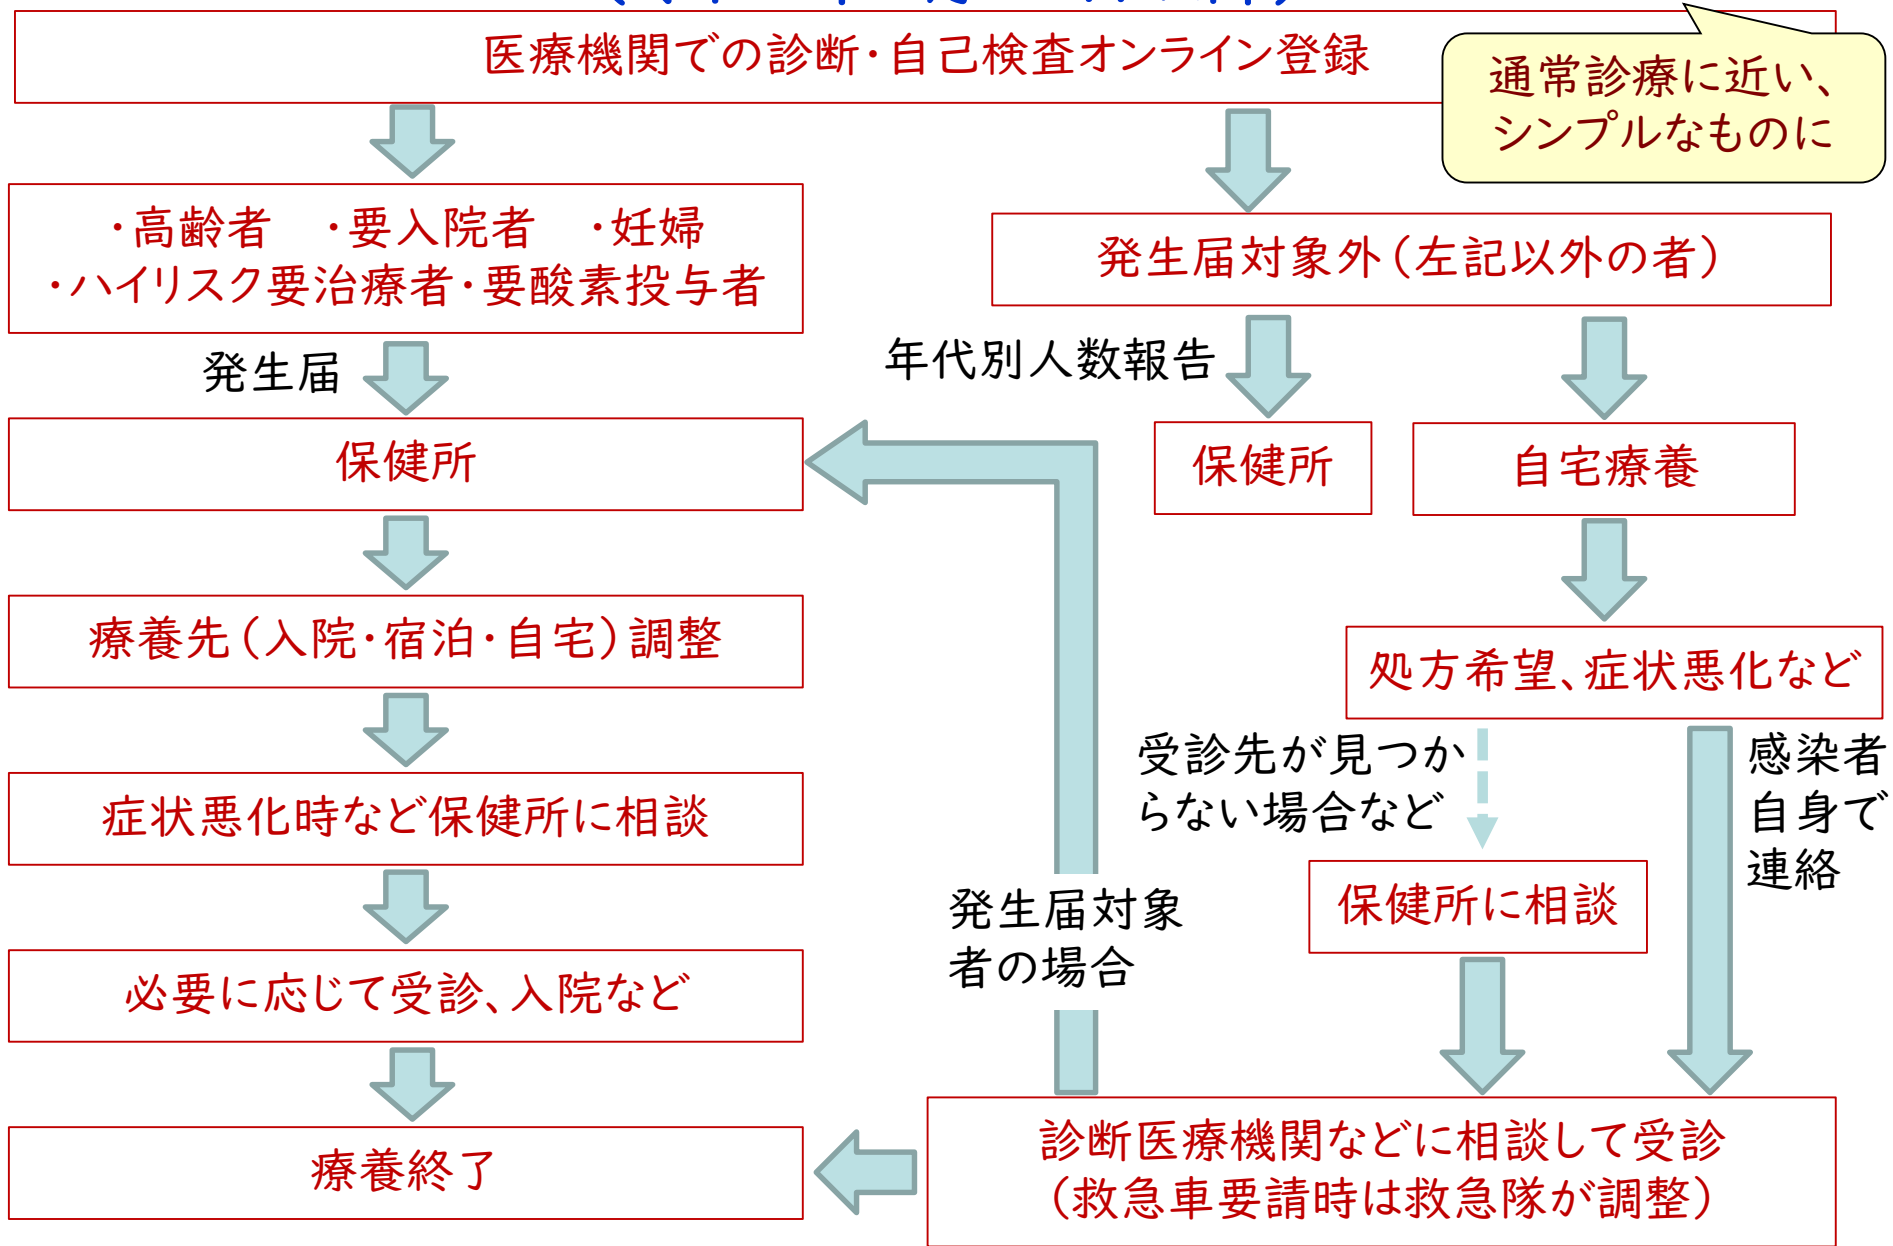 医療機関での診断・自己検査オンライン登録
通常診療に近い、
シンプルなものに
・高齢者　・要入院者　・妊婦
・ハイリスク要治療者・要酸素投与者
発生届対象外（左記以外の者）
発生届
年代別人数報告
保健所
保健所
自宅療養
療養先（入院・宿泊・自宅）調整
処方希望、症状悪化など
受診先が見つか
らない場合など
感染者
自身で
連絡
症状悪化時など保健所に相談
保健所に相談
発生届対象
者の場合
必要に応じて受診、入院など
診断医療機関などに相談して受診
（救急車要請時は救急隊が調整）
療養終了